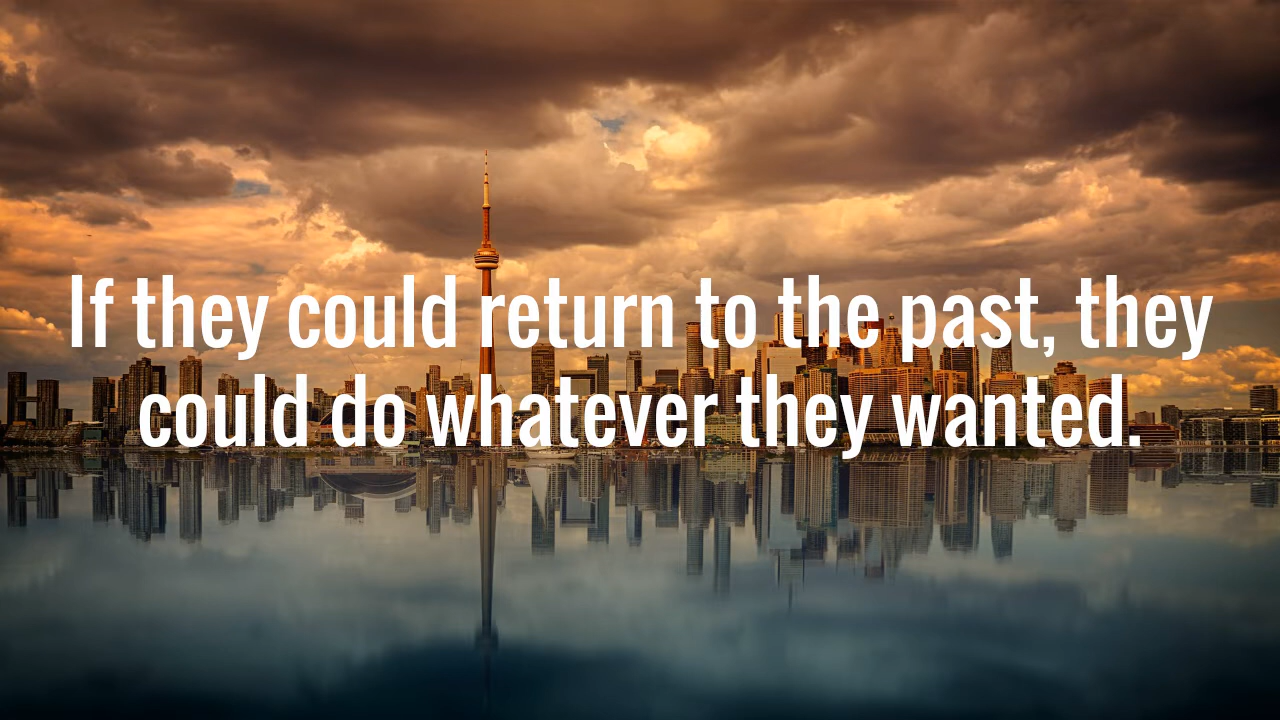 If they could return to the past, they
could do whatever they wanted.